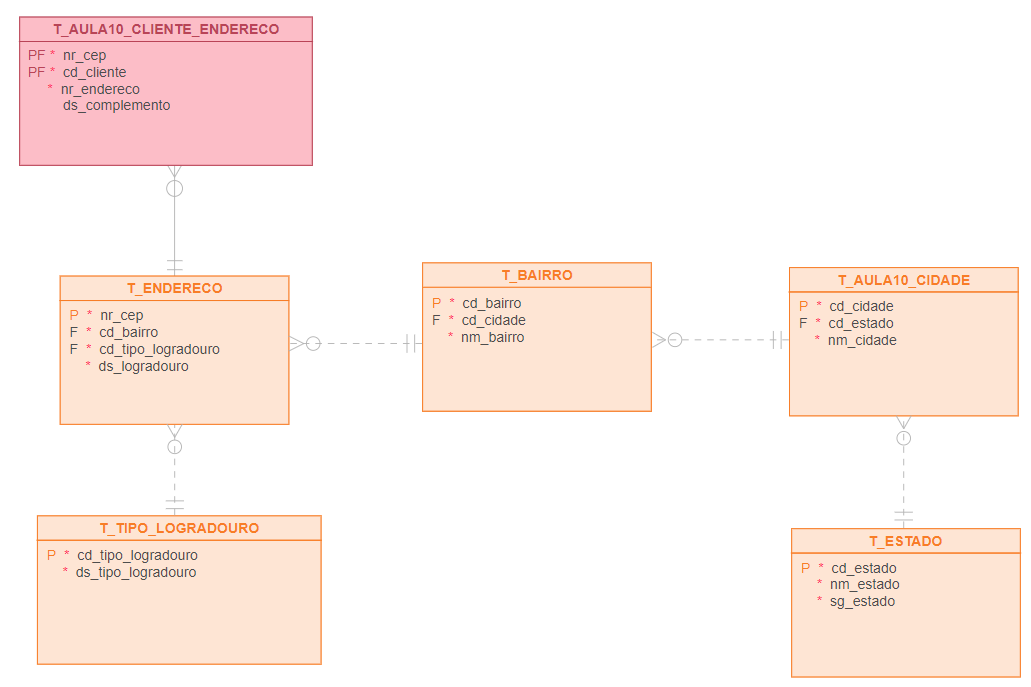 T_AULA10_CLIENTE_ENDERECO
PF * nr_cep
PF * cd_cliente
* nr_endereco
ds_complemento
T_ENDERECO
P * nr_cep
F * cd_bairro
F * cd_tipo_logradouro
* ds_logradouro
T_BAIRRO
P * cd_bairro
F * cd_cidade
* nm_bairro
T_AULA10_CIDADE
P * cd_cidade
F * cd_estado
* nm_cidade
T_TIPO_LOGRADOURO
P * cd_tipo_logradouro
* ds_tipo_logradouro
T_ESTADO
P * cd_estado
* nm_estado
* sg_estado